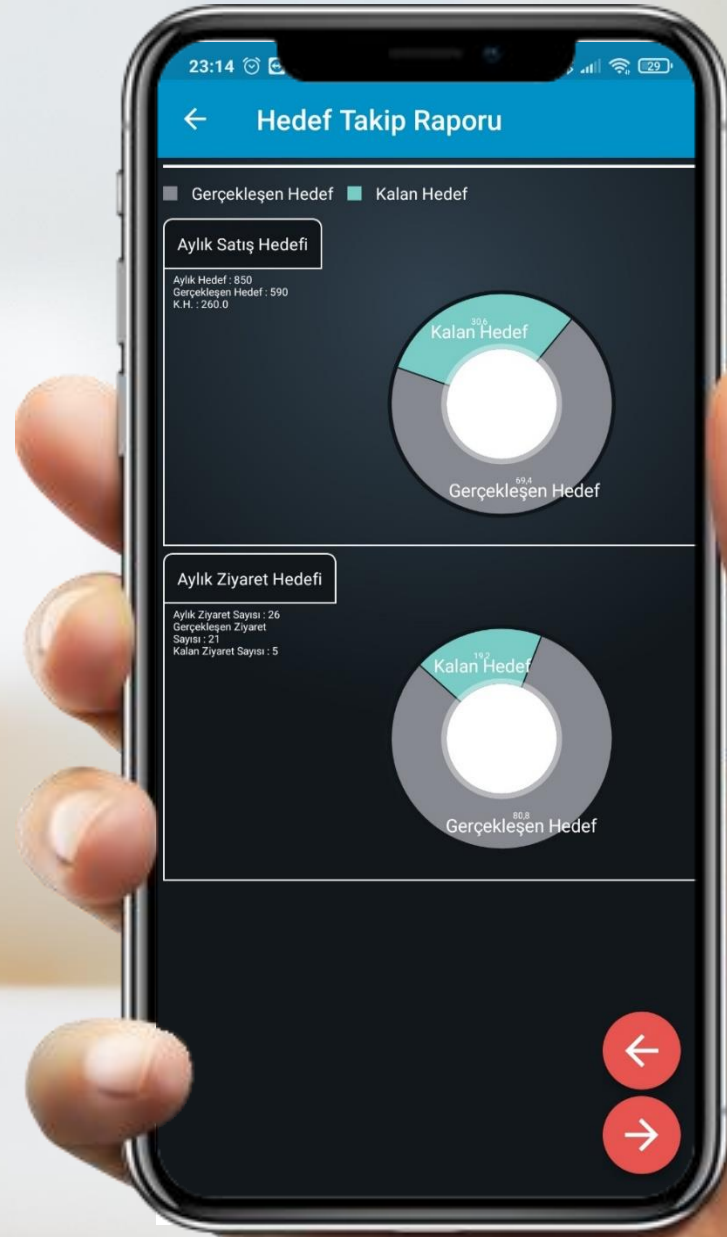 23:14
29
Hedef Takip Raporu
Gerçekleşen Hedef Kalan Hedef
Aylık Satış Hedefi
Aylık Hedef : 850
Gerçekleşen Hedef : 590
K.H. : 260.0
30,6
Kalan Hedef
69,4
Gerçekleşen Hedef
Aylık Ziyaret Hedefi
Aylık Ziyaret Sayısı : 26
Gerçekleşen Ziyaret
Sayısı : 21
Kalan Ziyaret Sayısı : 5
19,2
Kalan Hedef
80,8
Gerçekleşen Hedef